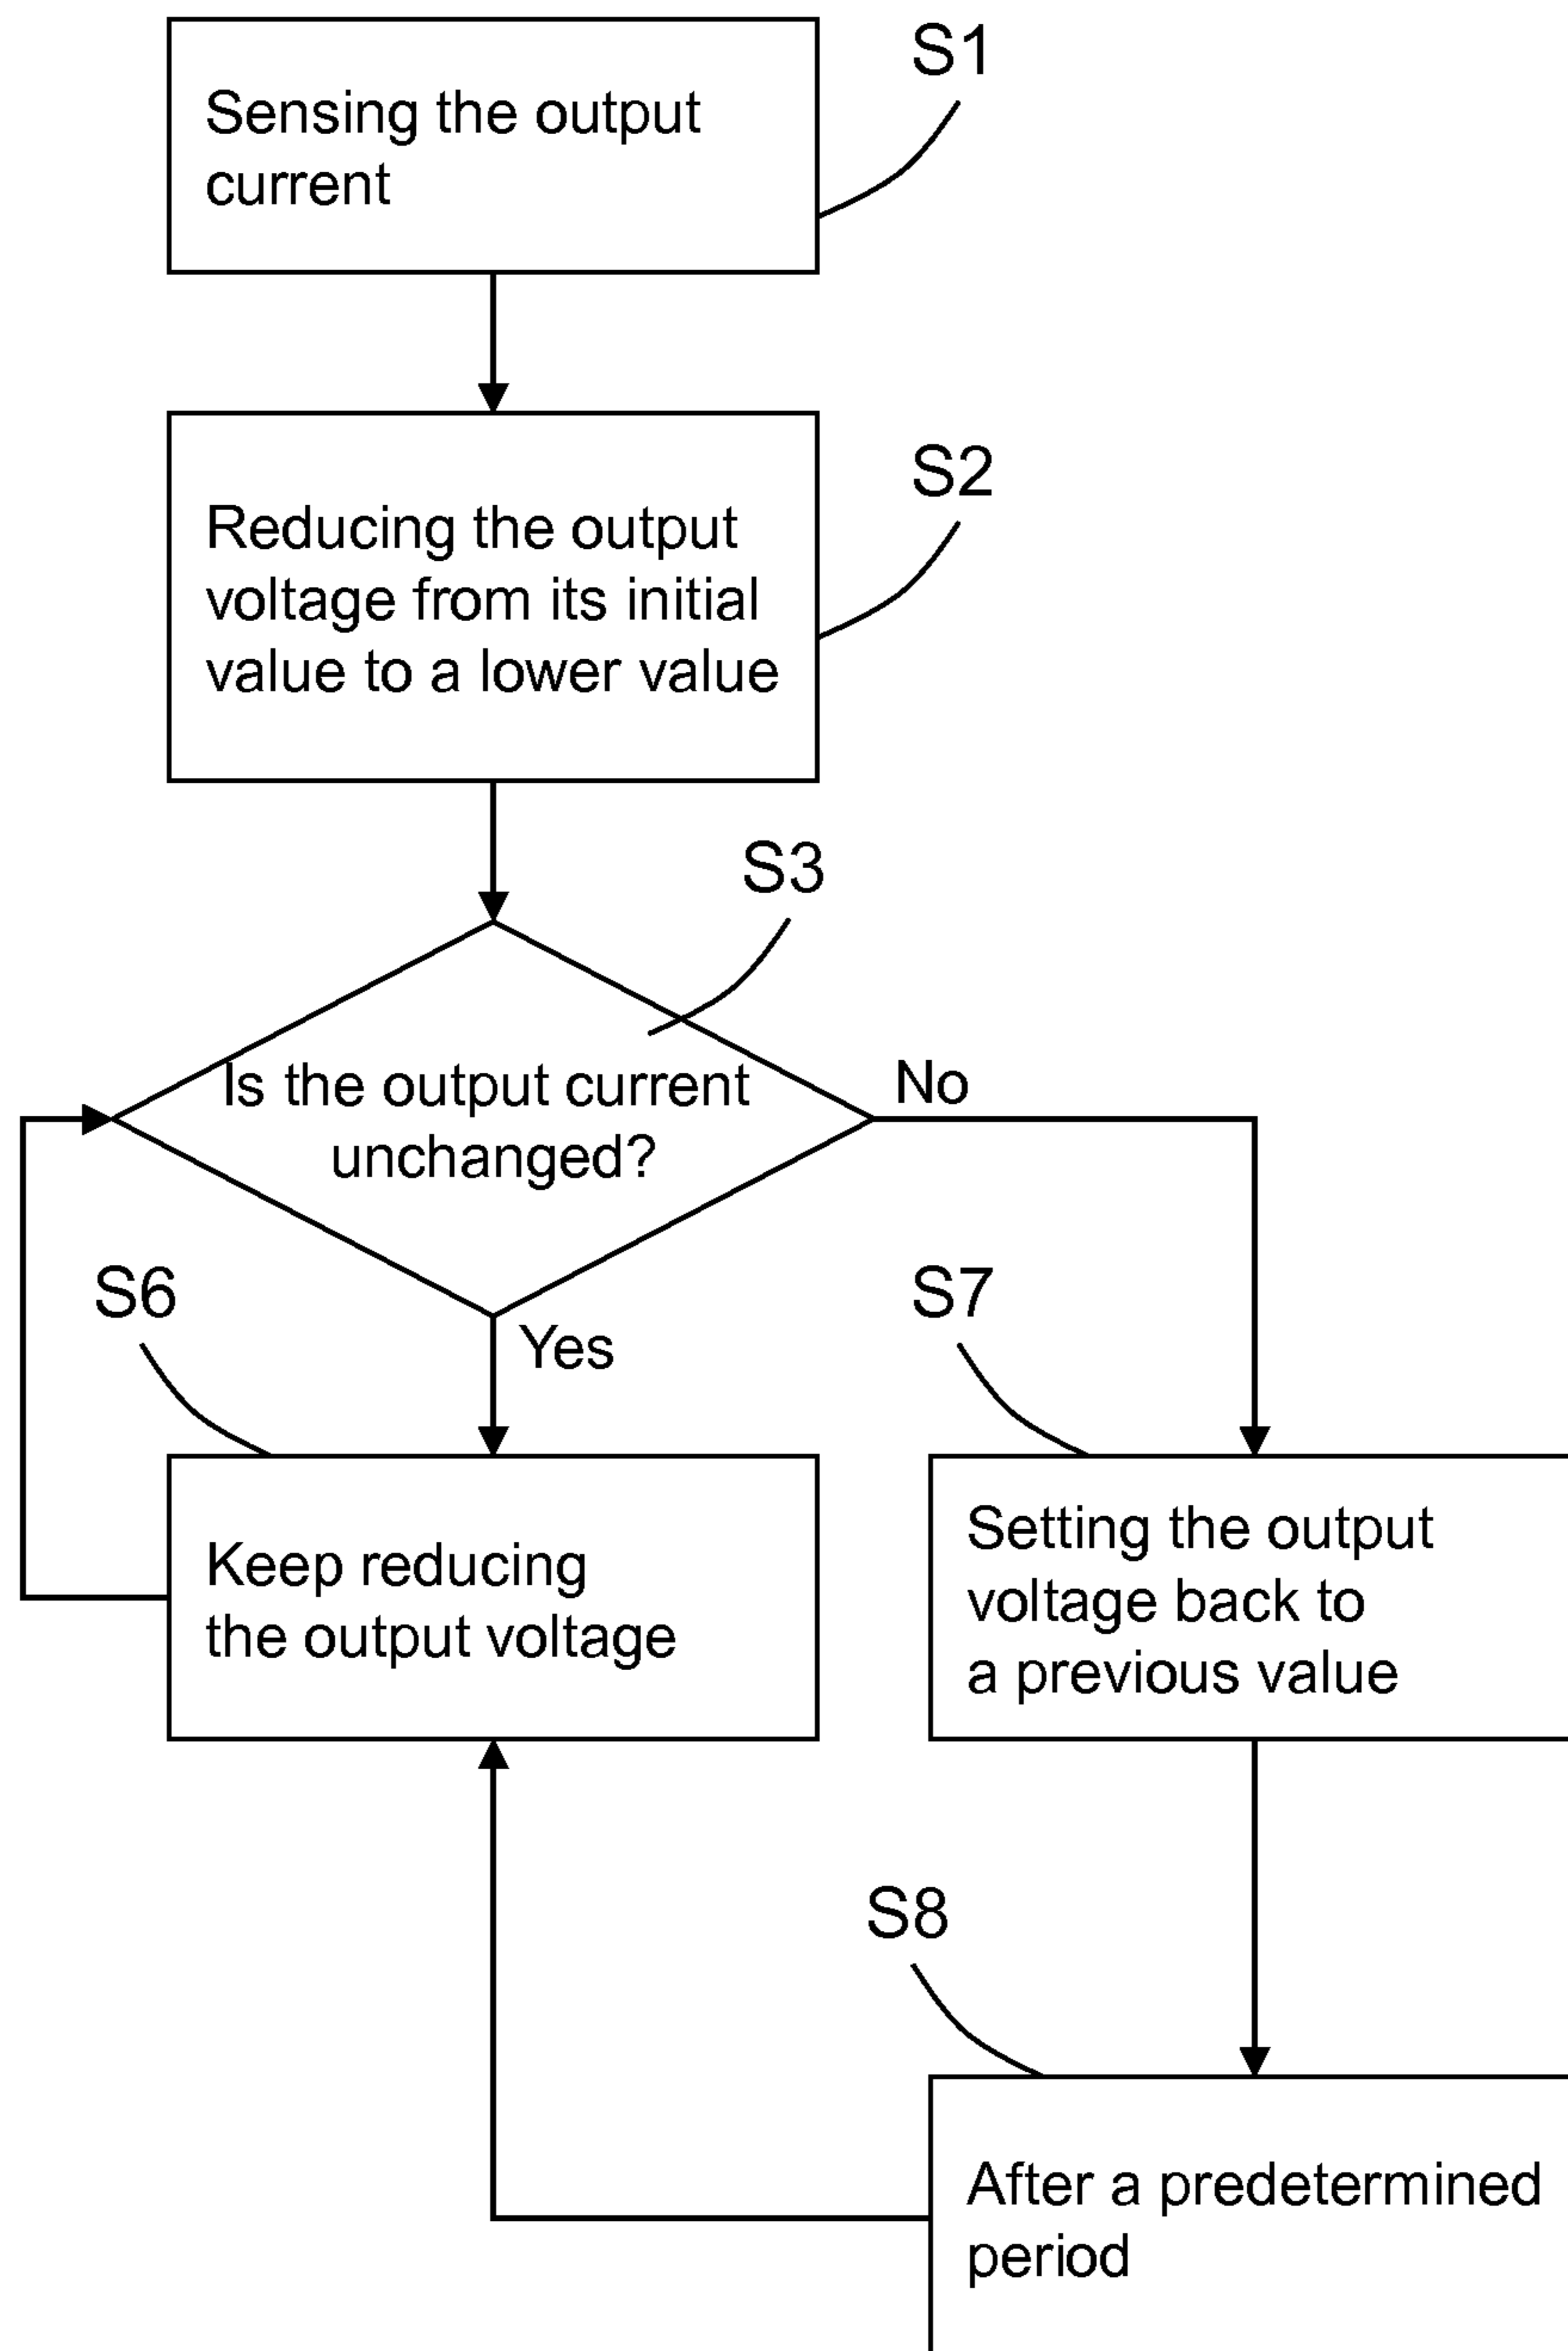 S1
Sensing the output
current
S2
Reducing the output
voltage from its initial
value to a lower value
S3
Is the output current
unchanged?
No
Yes
S6
S7
Keep reducing
the output voltage
Setting the output
voltage back to
a previous value
S8
After a predetermined
period